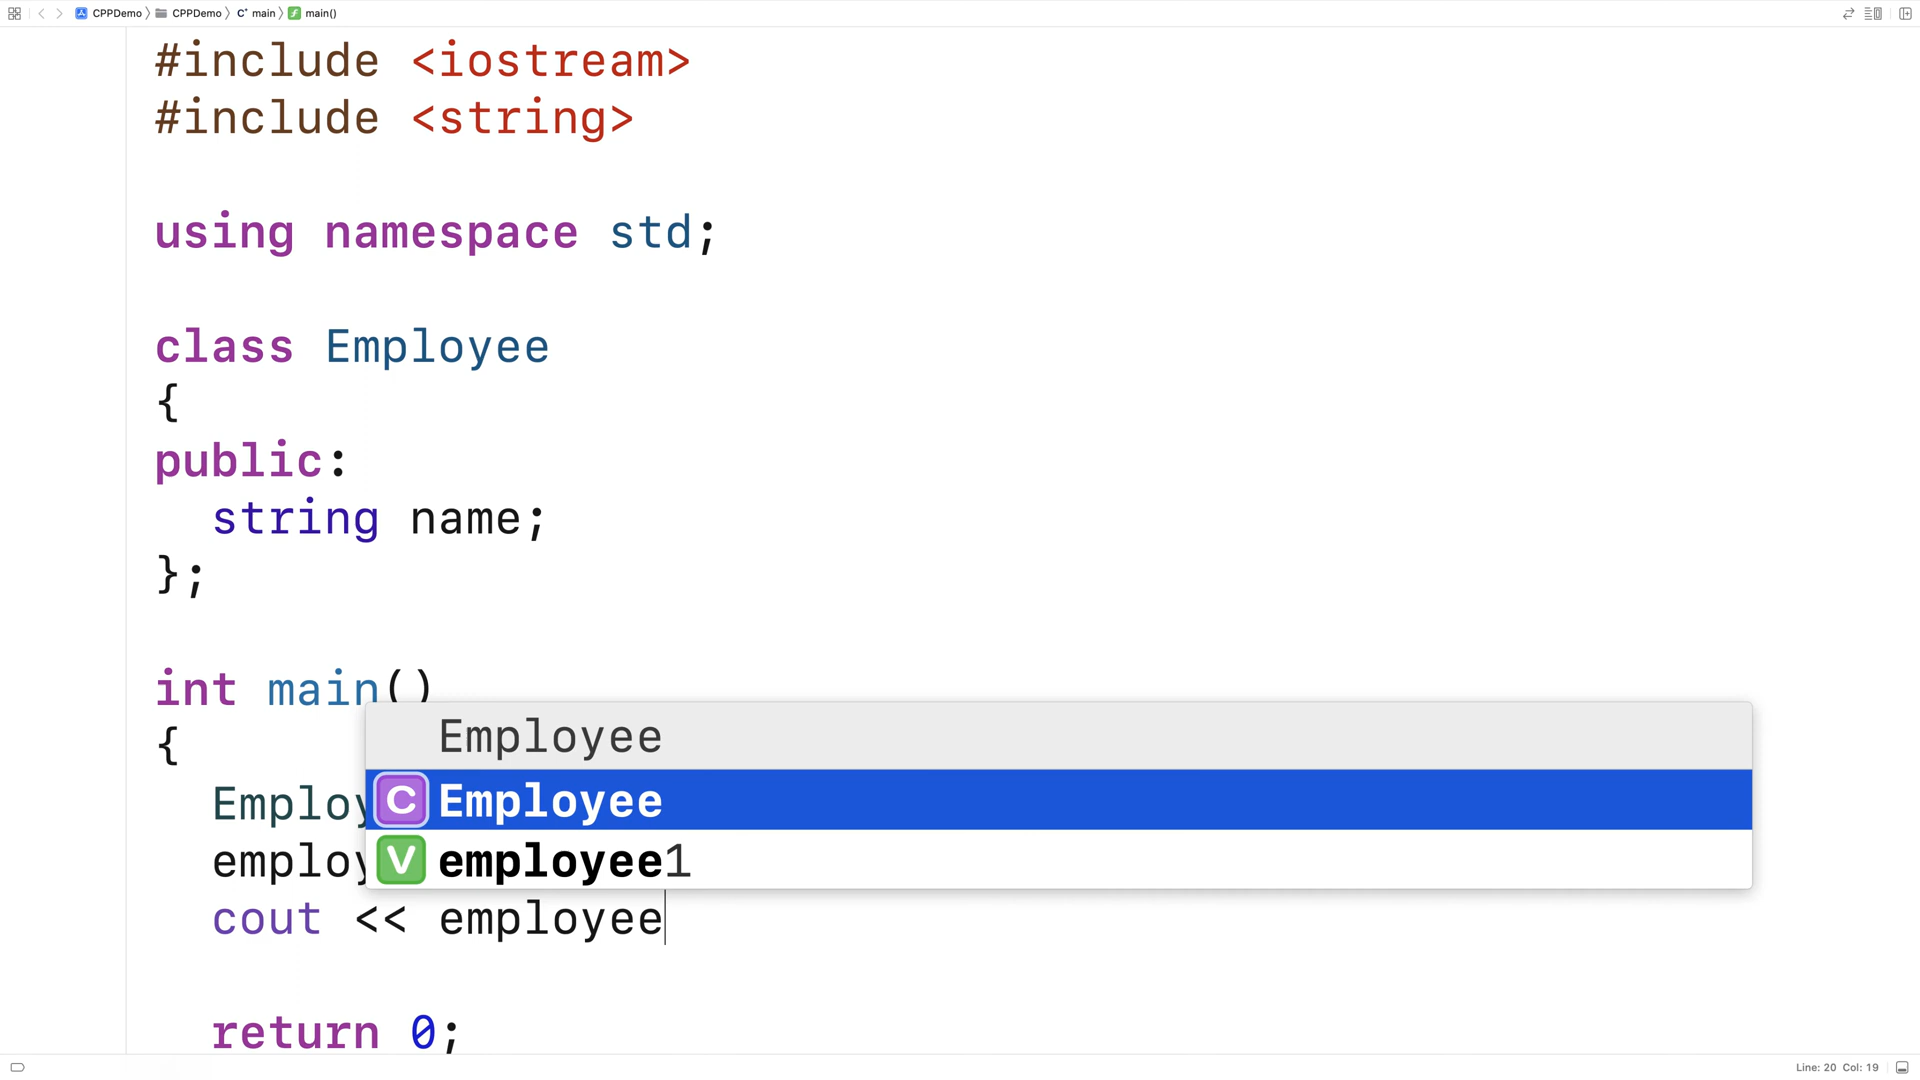 CPPDemo CPPDemo C+ main f main()
#include <iostream>
#include <string>
using namespace std;
class Employee
{
public:
string name;
};
int main()
{
Employee
Employ C Employee
employ V employee1
cout << employee
return 0;
Line: 20 Col: 19